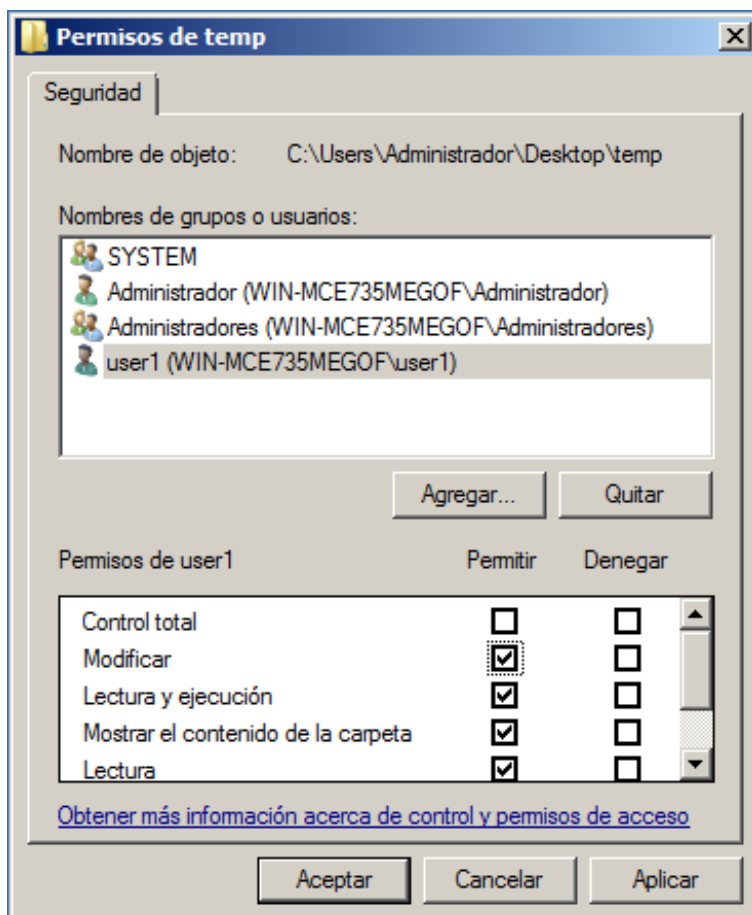 Permisos de temp
Seguridad
Nombre de objeto: C:\Users\Administrador\Desktop\temp
Nombres de grupos o usuarios:
SYSTEM
Administrador (WIN-MCE735MEGOF\Administrador)
Administradores (WIN-MCE735MEGOF\Administradores)
user1 (WIN-MCE735MEGOF\user1)
Agregar... Quitar
Permisos de user1 Permitir Denegar
Control total
Modificar
Lectura y ejecución
Mostrar el contenido de la carpeta
Lectura
Obtener más información acerca de control y permisos de acceso
Aceptar Cancelar Aplicar